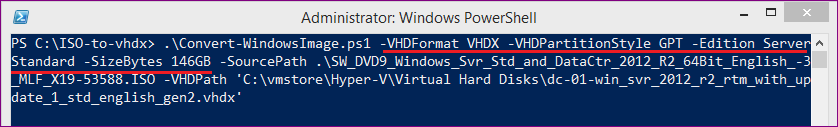 Administrator: Windows PowerShell
PS C:\ISO-to-vhdx> .\Convert-WindowsImage.ps1 -VHDFormat VHDX -VHDPartitionStyle GPT -Edition Server
Standard -SizeBytes 146GB -SourcePath .\SW_DVD9_Windows_Svr_Std_and_DataCtr_2012_R2_64Bit_English_-3
_MLF_X19-53588.ISO -VHDPath 'C:\vmstore\Hyper-V\Virtual Hard Disks\dc-01-win_svr_2012_r2_rtm_with_up
date_1_std_english_gen2.vhdx'